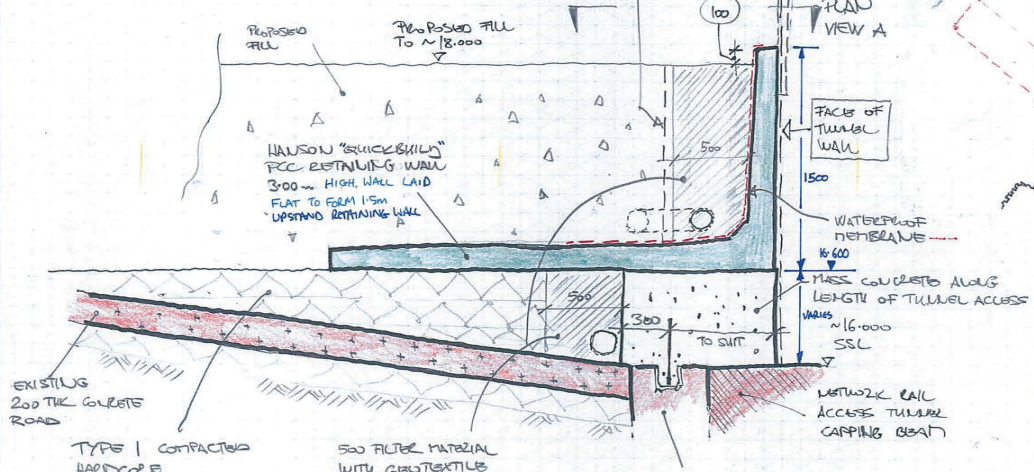 PLAN
VIEW A
100
PROPOSED
FILL
PROPOSED FILL
TO ~18.000
FACE OF
TUNNEL
WALL
HANSON "QUICKBUILD"
PCC RETAINING WALL
3.00m HIGH. WALL LAID
FLAT TO FORM 1.5m
UPSTAND RETAINING WALL
500
1500
WATERPROOF
MEMBRANE
16.600
MASS CONCRETE ALONG
LENGTH OF TUNNEL ACCESS
VARIES
~16.000
SSL
500
300
TO SUIT
EXISTING
200 THK CONCRETE
ROAD
TYPE 1 COMPACTED
HARDCORE
500 FILTER MATERIAL
WITH GEOTEXTILE
NETWORK RAIL
ACCESS TUNNEL
CAPPING BEAM